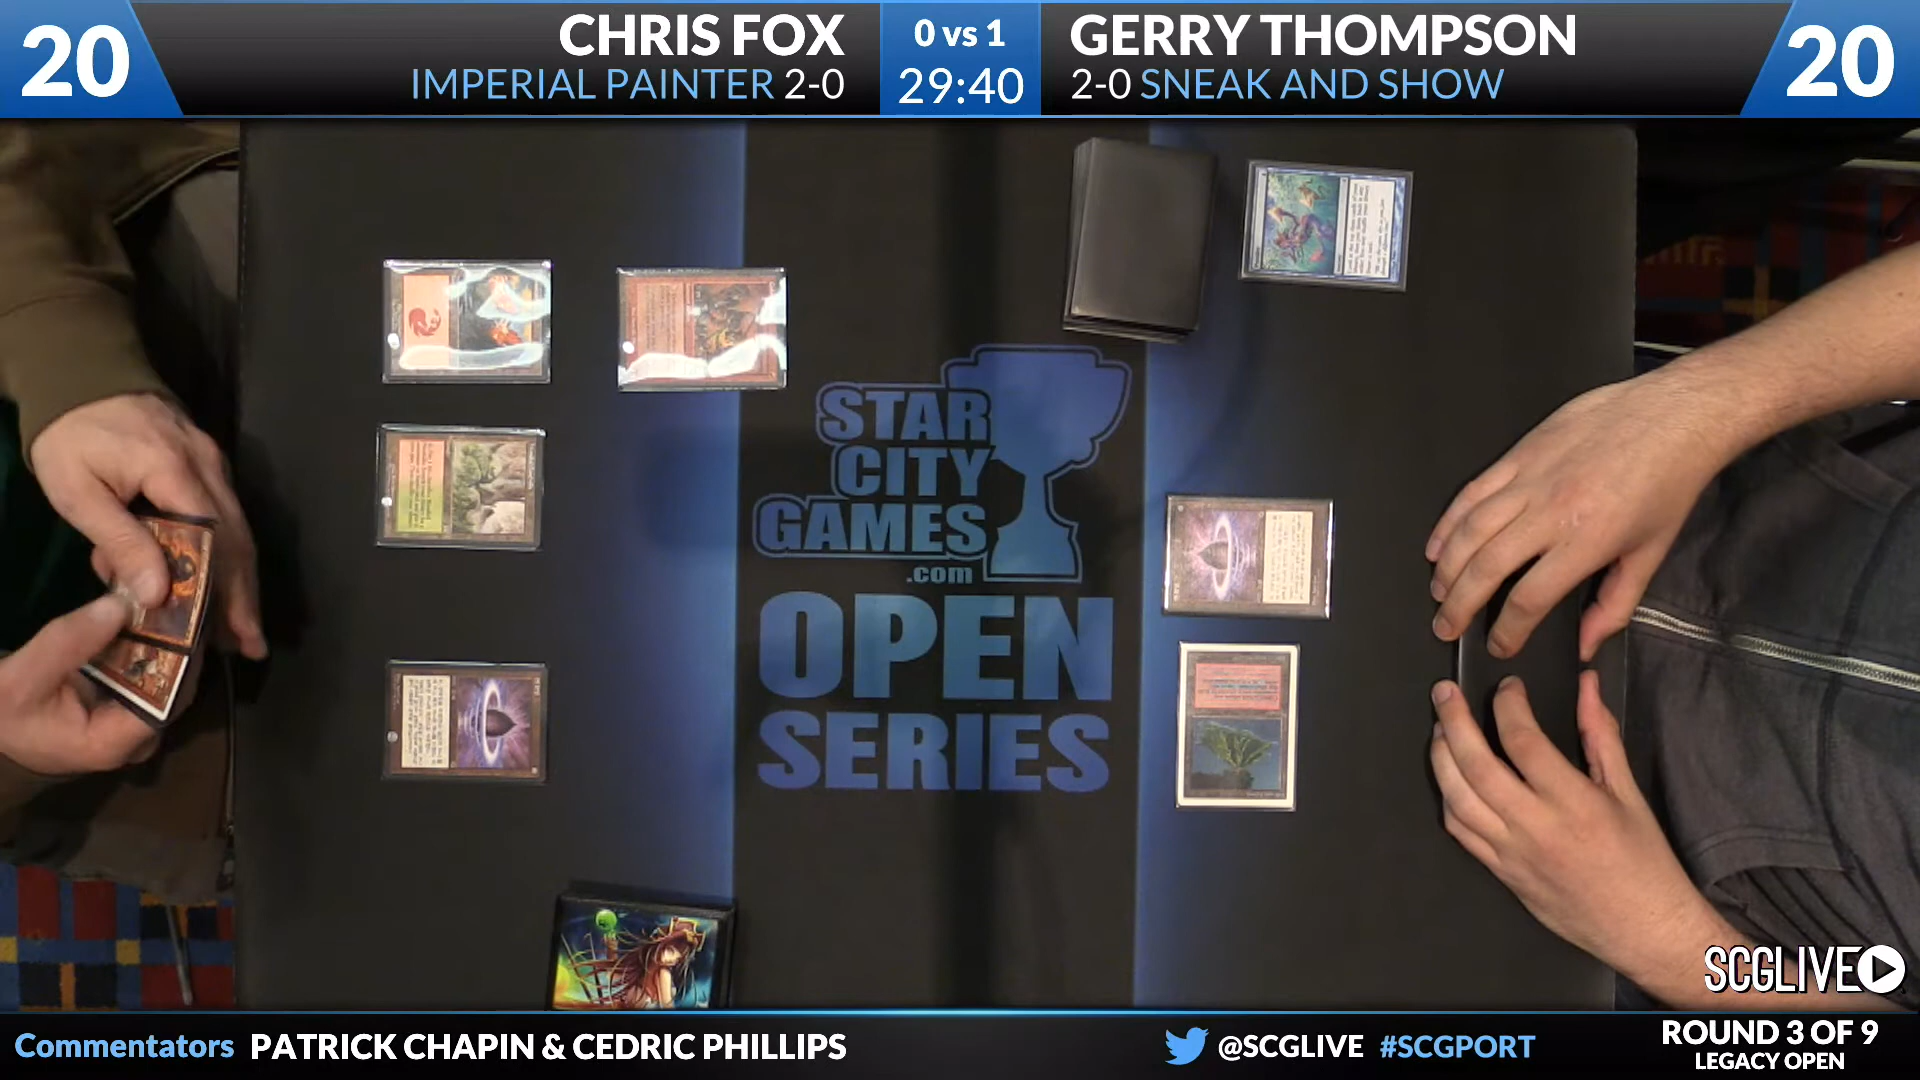 20
CHRIS FOX
0 vs 1
GERRY THOMPSON
20
IMPERIAL PAINTER 2-0
29:40
2-0 SNEAK AND SHOW
STAR
CITY
GAMES
.com
OPEN
SERIES
SCGLIVE
Commentators PATRICK CHAPIN & CEDRIC PHILLIPS
@SCGLIVE #SCGPORT
ROUND 3 OF 9
LEGACY OPEN